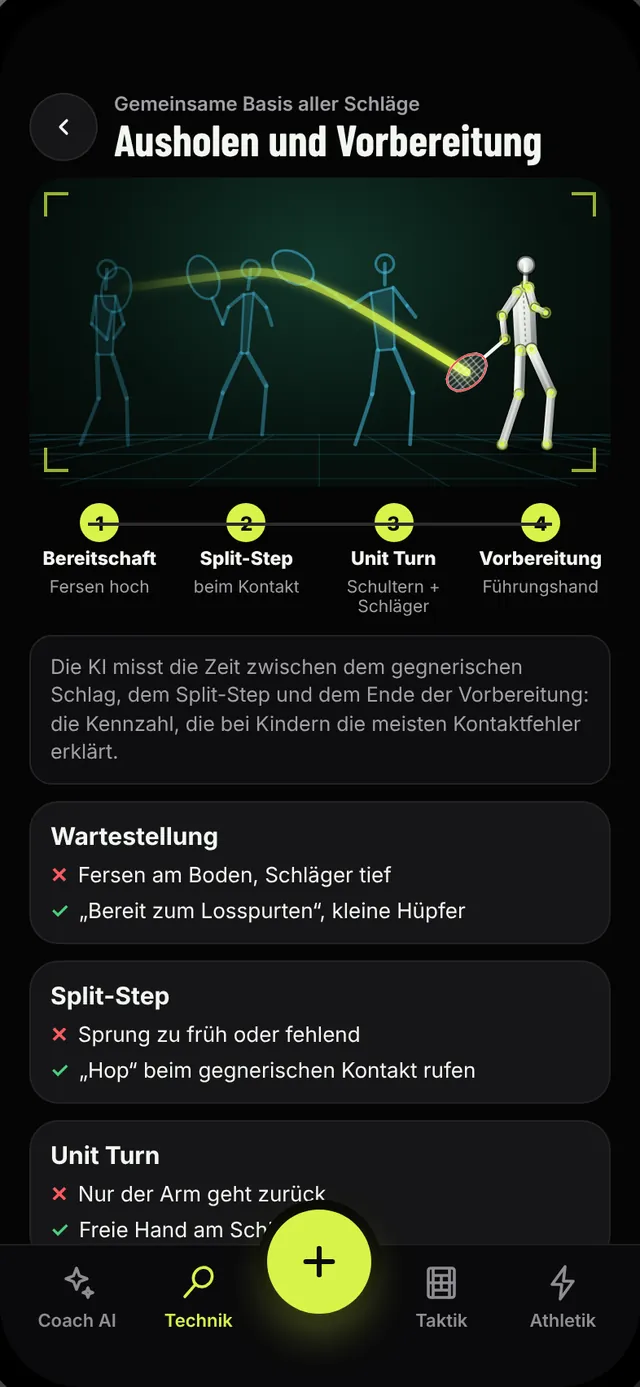 Gemeinsame Basis aller Schläge
Ausholen und Vorbereitung
1 2 3 4
Bereitschaft Split-Step Unit Turn Vorbereitung
Fersen hoch beim Kontakt Schultern + Führungshand
Schläger
Die KI misst die Zeit zwischen dem gegnerischen
Schlag, dem Split-Step und dem Ende der Vorbereitung:
die Kennzahl, die bei Kindern die meisten Kontaktfehler
erklärt.
Wartestellung
Fersen am Boden, Schläger tief
„Bereit zum Losspurten“, kleine Hüpfer
Split-Step
Sprung zu früh oder fehlend
„Hop“ beim gegnerischen Kontakt rufen
Unit Turn
Nur der Arm geht zurück
Freie Hand am
Coach AI Technik Taktik Athletik